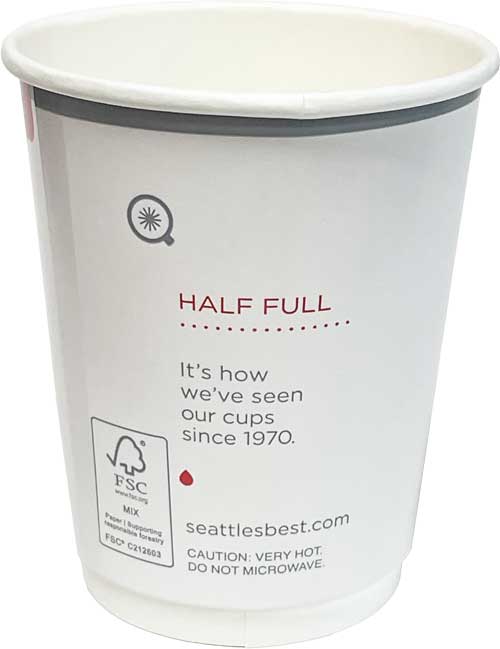 HALF FULL
It's how
we've seen
our cups
since 1970.
FSC
www.fsc.org
MIX
Paper | Supporting
responsible forestry
FSC® C212603
seattlesbest.com
CAUTION: VERY HOT.
DO NOT MICROWAVE.